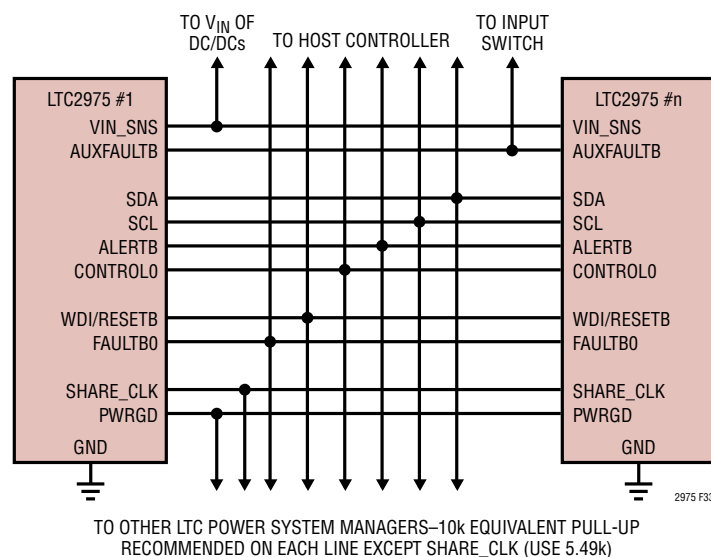 TO VIN OF
DC/DCs
TO HOST CONTROLLER
TO INPUT
SWITCH
LTC2975 #1
VIN_SNS
AUXFAULTB
SDA
SCL
ALERTB
CONTROL0
WDI/RESETB
FAULTB0
SHARE_CLK
PWRGD
GND
LTC2975 #n
VIN_SNS
AUXFAULTB
SDA
SCL
ALERTB
CONTROL0
WDI/RESETB
FAULTB0
SHARE_CLK
PWRGD
GND
2975 F33
TO OTHER LTC POWER SYSTEM MANAGERS–10k EQUIVALENT PULL-UP
RECOMMENDED ON EACH LINE EXCEPT SHARE_CLK (USE 5.49k)